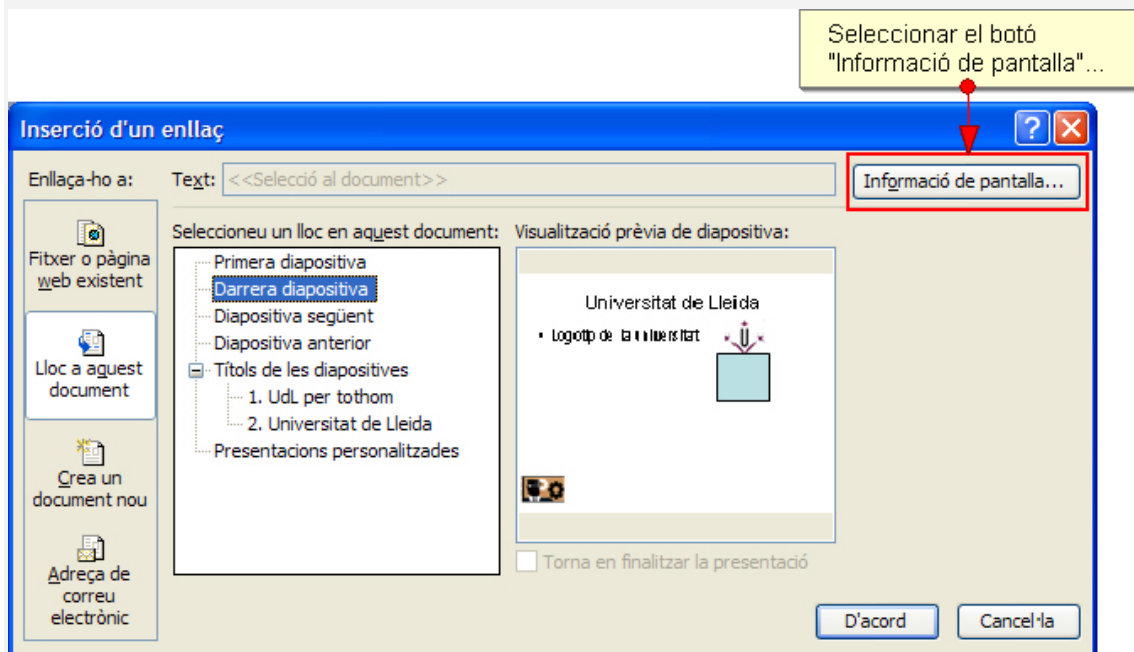 Seleccionar el botó
"Informació de pantalla"...
Inserció d'un enllaç
Enllaça-ho a:
Text: <<Selecció al document>>
Informació de pantalla...
Fitxer o pàgina
web existent
Lloc a aquest
document
Crea un
document nou
Adreça de
correu
electrònic
Seleccioneu un lloc en aquest document:
Primera diapositiva
Darrera diapositiva
Diapositiva següent
Diapositiva anterior
Títols de les diapositives
1. UdL per tothom
2. Universitat de Lleida
Presentacions personalitzades
Visualització prèvia de diapositiva:
Universitat de Lleida
• Logotip de la universitat
Torna en finalitzar la presentació
D'acord
Cancel·la